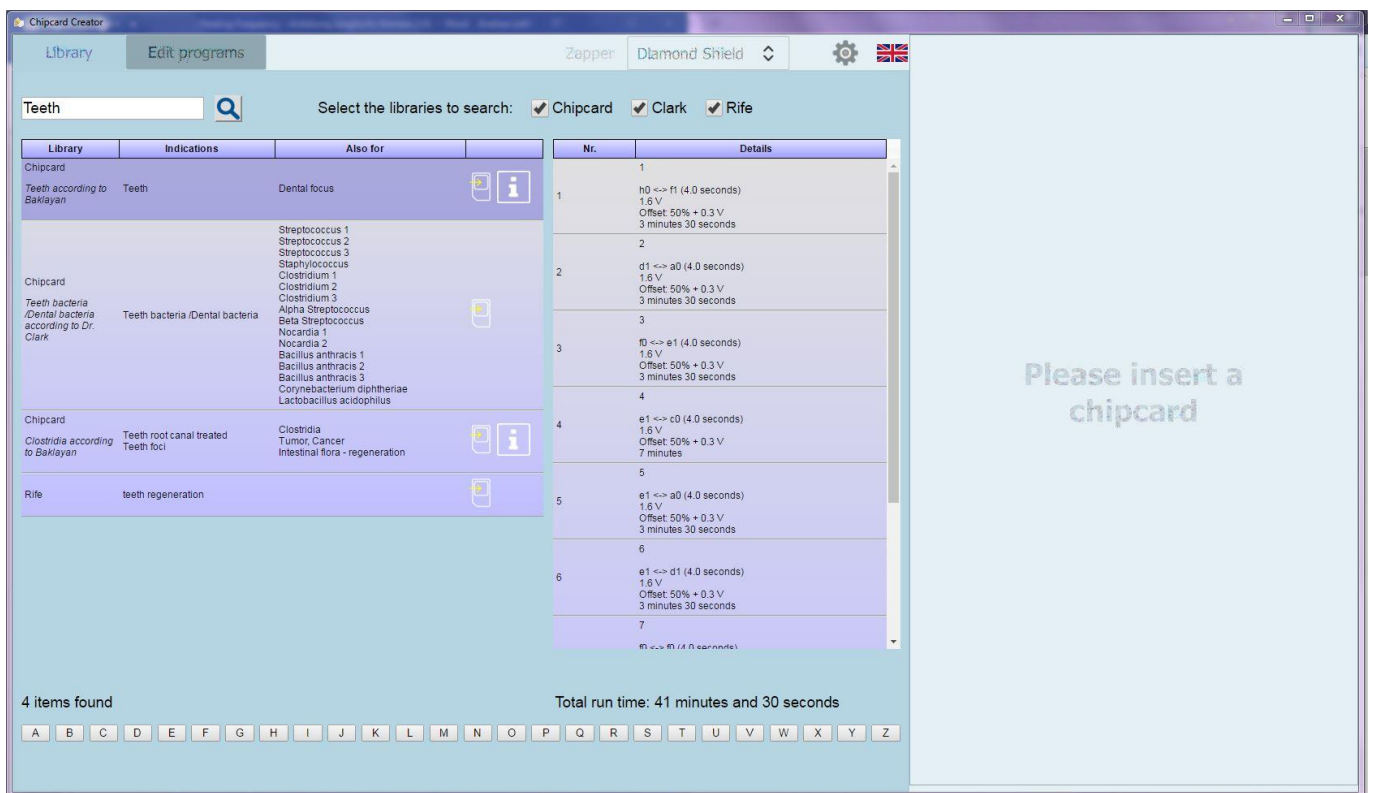 Chipcard Creator
Library
Edit programs
Zapper
Diamond Shield
Teeth
Select the libraries to search:
Chipcard
Clark
Rife
Library
Indications
Also for
Chipcard
Teeth according to
Baklayan
Teeth
Dental focus
Chipcard
Teeth bacteria
/Dental bacteria
according to Dr.
Clark
Teeth bacteria /Dental bacteria
Streptococcus 1
Streptococcus 2
Streptococcus 3
Staphylococcus
Clostridium 1
Clostridium 2
Clostridium 3
Alpha Streptococcus
Beta Streptococcus
Nocardia 1
Nocardia 2
Bacillus anthracis 1
Bacillus anthracis 2
Bacillus anthracis 3
Corynebacterium diphtheriae
Lactobacillus acidophilus
Chipcard
Clostridia according
to Baklayan
Teeth root canal treated
Teeth foci
Clostridia
Tumor, Cancer
Intestinal flora - regeneration
Rife
teeth regeneration
Nr.
Details
1
1
h0 <-> f1 (4.0 seconds)
1.6 V
Offset: 50% + 0.3 V
3 minutes 30 seconds
2
2
d1 <-> a0 (4.0 seconds)
1.6 V
Offset: 50% + 0.3 V
3 minutes 30 seconds
3
3
f0 <-> e1 (4.0 seconds)
1.6 V
Offset: 50% + 0.3 V
3 minutes 30 seconds
4
4
e1 <-> c0 (4.0 seconds)
1.6 V
Offset: 50% + 0.3 V
7 minutes
5
5
e1 <-> a0 (4.0 seconds)
1.6 V
Offset: 50% + 0.3 V
3 minutes 30 seconds
6
6
e1 <-> d1 (4.0 seconds)
1.6 V
Offset: 50% + 0.3 V
3 minutes 30 seconds
7
f0 <-> f0 (4.0 seconds)
Please insert a
chipcard
4 items found
Total run time: 41 minutes and 30 seconds
A B C D E F G H I J K L M N O P Q R S T U V W X Y Z